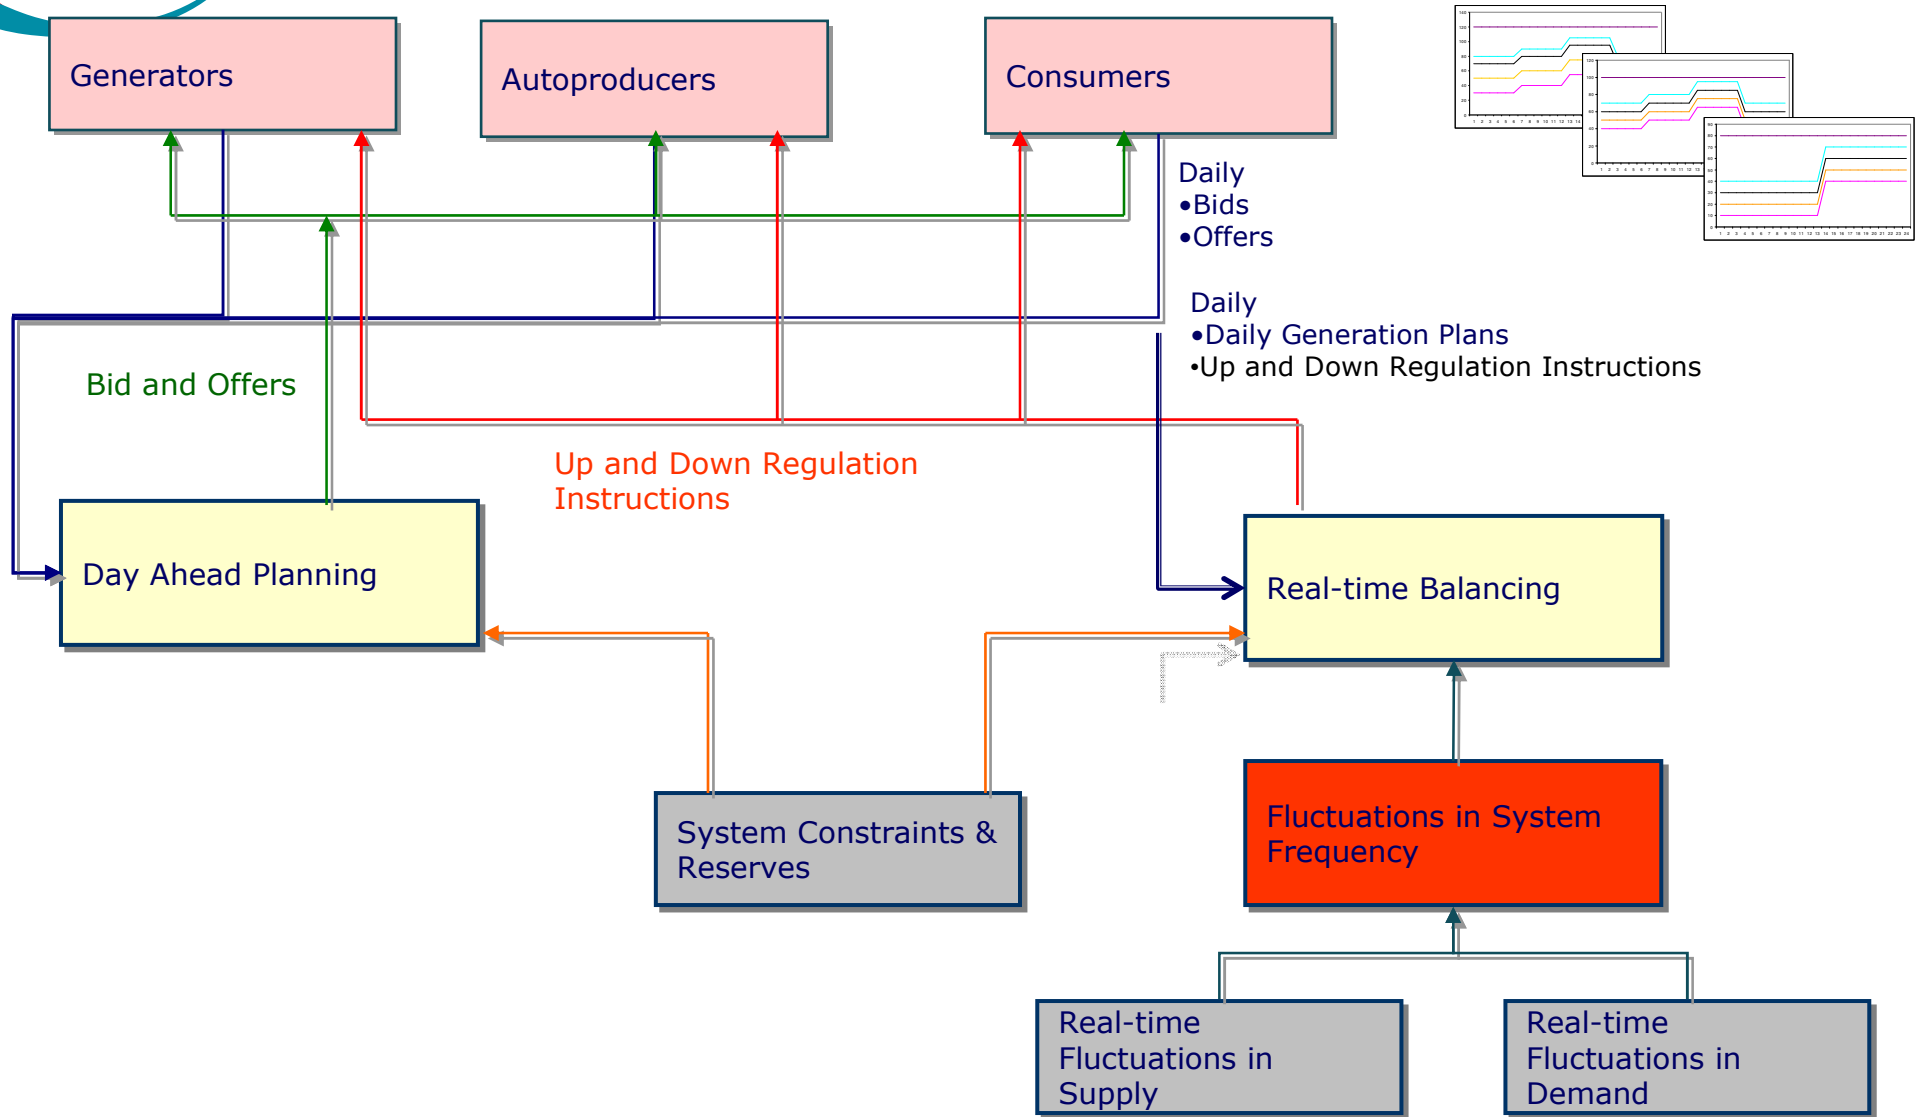 Generators
Autoproducers
Consumers
Daily
•Bids
•Offers
Daily
•Daily Generation Plans
•Up and Down Regulation Instructions
Bid and Offers
Up and Down Regulation
Instructions
Day Ahead Planning
Real-time Balancing
System Constraints &
Reserves
Fluctuations in System
Frequency
Real-time
Fluctuations in
Supply
Real-time
Fluctuations in
Demand